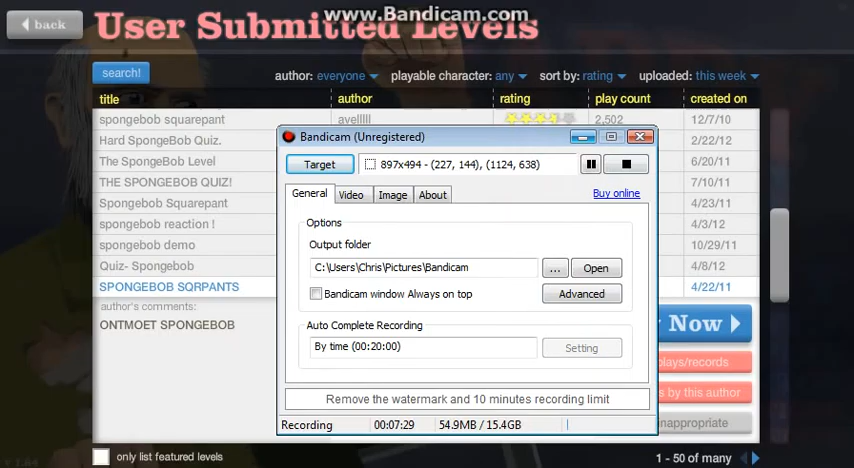 www.Bandicam.com
back
User Submitted Levels
search!
author: everyone playable character: any sort by: rating uploaded: this week
title author rating play count created on
spongebob squarepant avelllll 2,502 12/7/10
Hard SpongeBob Quiz. 2/22/12
The SpongeBob Level 6/20/11
THE SPONGEBOB QUIZ! 7/10/11
Spongebob Squarepant 4/23/11
spongebob reaction ! 4/3/12
spongebob demo 10/29/11
Quiz- Spongebob 4/8/12
SPONGEBOB SQRPANTS 4/22/11
author's comments:
ONTMOET SPONGEBOB
Now
plays/records
s by this author
inappropriate
only list featured levels
1 - 50 of many
Bandicam (Unregistered)
Target
897x494 - (227, 144), (1124, 638)
General Video Image About
Buy online
Options
Output folder
C:\Users\Chris\Pictures\Bandicam ... Open
Bandicam window Always on top Advanced
Auto Complete Recording
By time (00:20:00) Setting
Remove the watermark and 10 minutes recording limit
Recording 00:07:29 54.9MB / 15.4GB